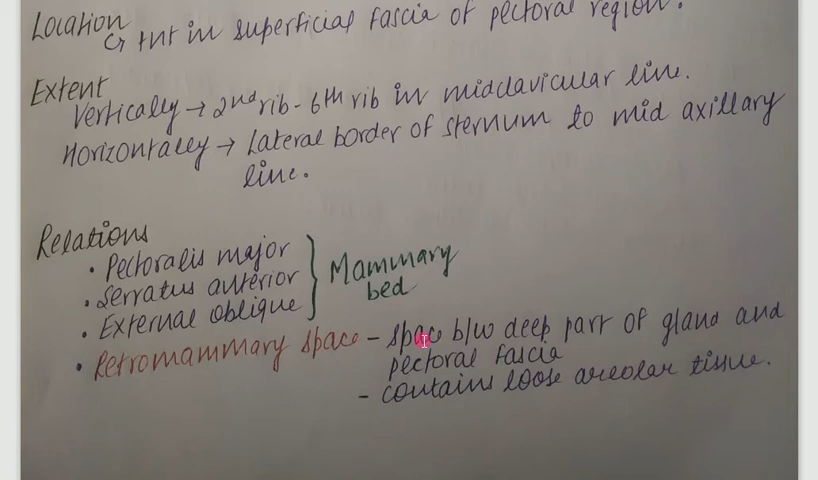 Location
↳ tnt in superficial fascia of pectoral region.
Extent
Vertically → 2nd rib - 6th rib in midclavicular line.
Horizontally → Lateral border of sternum to mid axillary
line.
Relations
• Pectoralis major
• Serratus anterior
• External oblique
Mammary
bed
• Retromammary space - space b/w deep part of gland and
pectoral fascia
- contains loose areolar tissue.